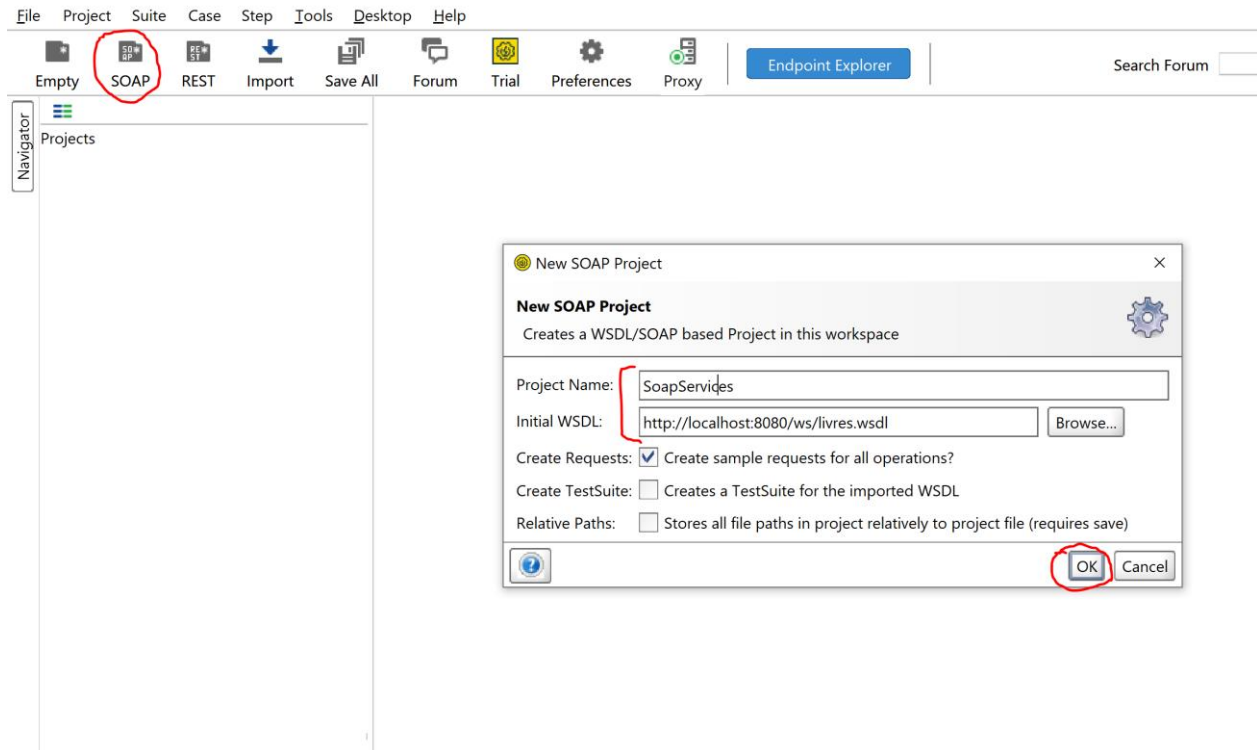 File Project Suite Case Step Tools Desktop Help
SOAP REST
Empty SOAP REST Import Save All Forum Trial Preferences Proxy Endpoint Explorer Search Forum
Navigator
Projects
New SOAP Project
New SOAP Project
Creates a WSDL/SOAP based Project in this workspace
Project Name: SoapServices
Initial WSDL: http://localhost:8080/ws/livres.wsdl Browse...
Create Requests: Create sample requests for all operations?
Create TestSuite: Creates a TestSuite for the imported WSDL
Relative Paths: Stores all file paths in project relatively to project file (requires save)
? OK Cancel